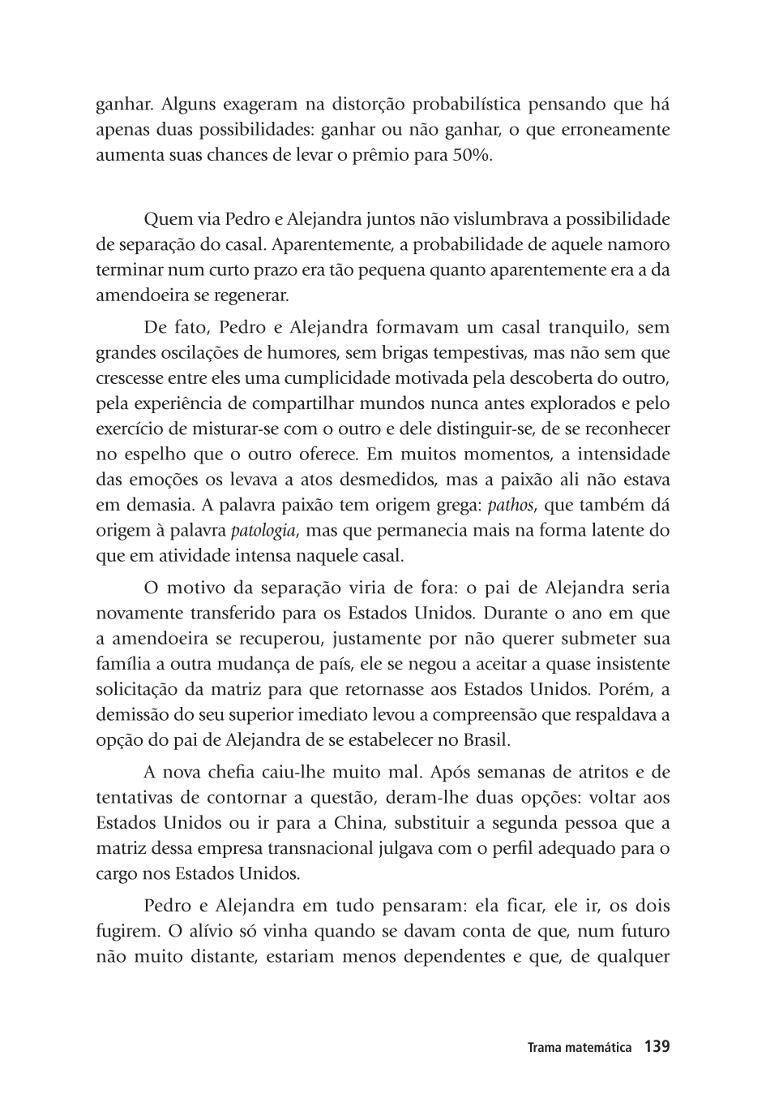 ganhar. Alguns exageram na distorção probabilística pensando que há
apenas duas possibilidades: ganhar ou não ganhar, o que erroneamente
aumenta suas chances de levar o prêmio para 50%.
Quem via Pedro e Alejandra juntos não vislumbrava a possibilidade
de separação do casal. Aparentemente, a probabilidade de aquele namoro
terminar num curto prazo era tão pequena quanto aparentemente era a da
amendoeira se regenerar.
De fato, Pedro e Alejandra formavam um casal tranquilo, sem
grandes oscilações de humores, sem brigas tempestivas, mas não sem que
crescesse entre eles uma cumplicidade motivada pela descoberta do outro,
pela experiência de compartilhar mundos nunca antes explorados e pelo
exercício de misturar-se com o outro e dele distinguir-se, de se reconhecer
no espelho que o outro oferece. Em muitos momentos, a intensidade
das emoções os levava a atos desmedidos, mas a paixão ali não estava
em demasia. A palavra paixão tem origem grega: pathos, que também dá
origem à palavra patologia, mas que permanecia mais na forma latente do
que em atividade intensa naquele casal.
O motivo da separação viria de fora: o pai de Alejandra seria
novamente transferido para os Estados Unidos. Durante o ano em que
a amendoeira se recuperou, justamente por não querer submeter sua
família a outra mudança de país, ele se negou a aceitar a quase insistente
solicitação da matriz para que retornasse aos Estados Unidos. Porém, a
demissão do seu superior imediato levou a compreensão que respaldava a
opção do pai de Alejandra de se estabelecer no Brasil.
A nova chefia caiu-lhe muito mal. Após semanas de atritos e de
tentativas de contornar a questão, deram-lhe duas opções: voltar aos
Estados Unidos ou ir para a China, substituir a segunda pessoa que a
matriz dessa empresa transnacional julgava com o perfil adequado para o
cargo nos Estados Unidos.
Pedro e Alejandra em tudo pensaram: ela ficar, ele ir, os dois
fugirem. O alívio só vinha quando se davam conta de que, num futuro
não muito distante, estariam menos dependentes e que, de qualquer
Trama matemática 139